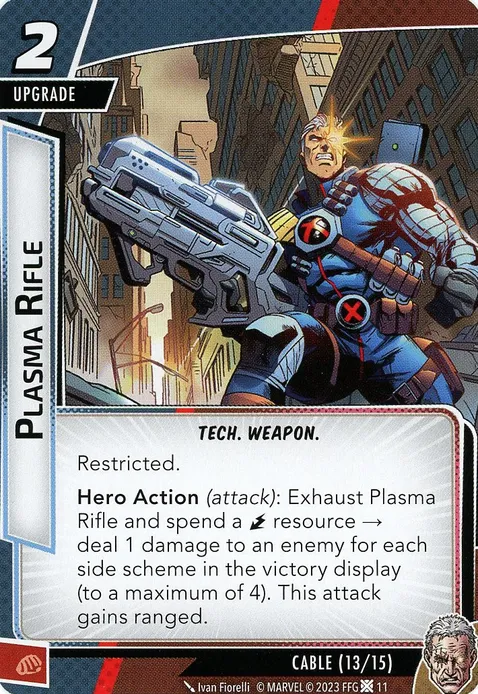 2
UPGRADE
PLASMA RIFLE
TECH. WEAPON.
Restricted.
Hero Action (attack): Exhaust Plasma
Rifle and spend a resource →
deal 1 damage to an enemy for each
side scheme in the victory display
(to a maximum of 4). This attack
gains ranged.
CABLE (13/15)
Ivan Fiorelli © MARVEL © 2023 FFG 11